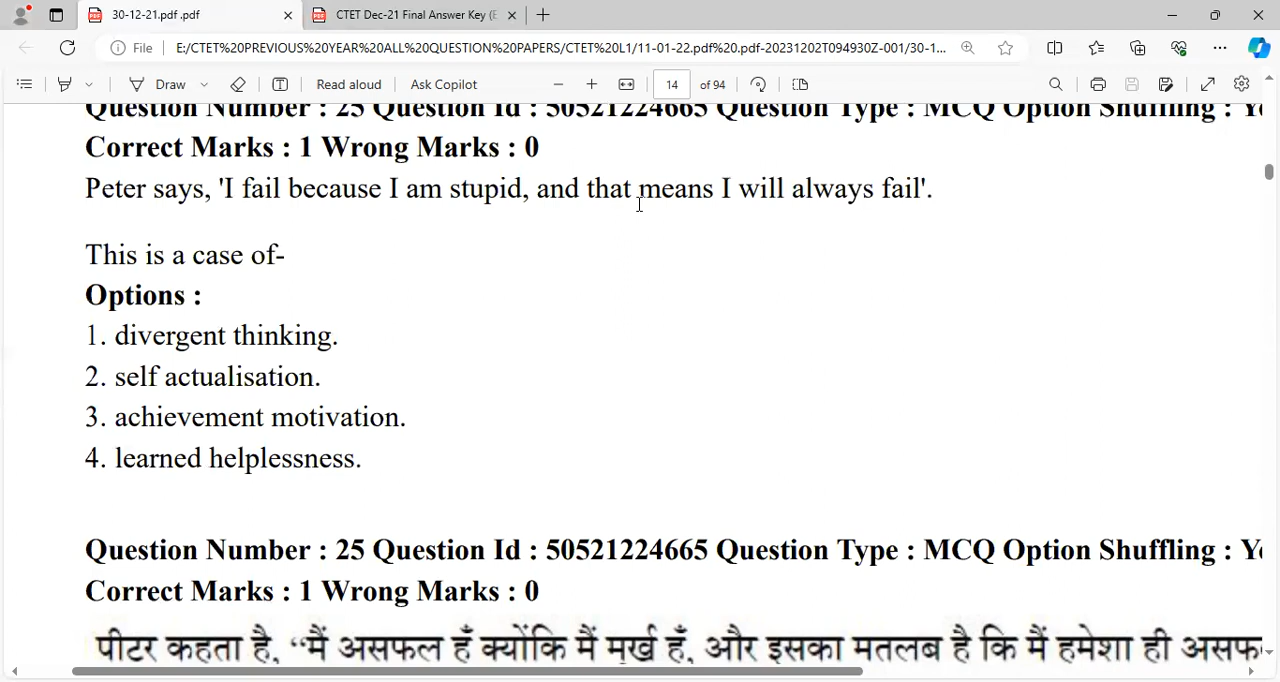 30-12-21.pdf .pdf
CTET Dec-21 Final Answer Key (E
File
E:/CTET%20PREVIOUS%20YEAR%20ALL%20QUESTION%20PAPERS/CTET%20L1/11-01-22.pdf%20.pdf-20231202T094930Z-001/30-1...
Draw
Read aloud
Ask Copilot
14 of 94
Question Number : 25 Question Id : 50521224665 Question Type : MCQ Option Shuffling : Y
Correct Marks : 1 Wrong Marks : 0
Peter says, 'I fail because I am stupid, and that means I will always fail'.
This is a case of-
Options :
1. divergent thinking.
2. self actualisation.
3. achievement motivation.
4. learned helplessness.
Question Number : 25 Question Id : 50521224665 Question Type : MCQ Option Shuffling : Y
Correct Marks : 1 Wrong Marks : 0
पीटर कहता है, “मैं असफल हूँ क्योंकि मैं मूर्ख हूँ, और इसका मतलब है कि मैं हमेशा ही असफ